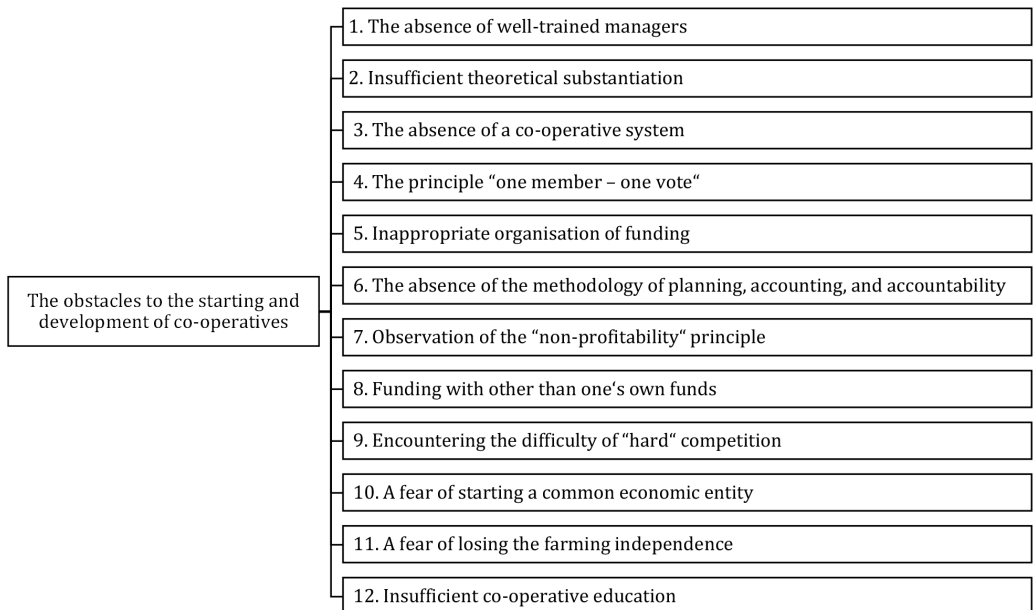 1. The absence of well-trained managers
2. Insufficient theoretical substantiation
3. The absence of a co-operative system
4. The principle “one member – one vote“
5. Inappropriate organisation of funding
6. The absence of the methodology of planning, accounting, and accountability
The obstacles to the starting and
development of co-operatives
7. Observation of the “non-profitability“ principle
8. Funding with other than one‘s own funds
9. Encountering the difficulty of “hard“ competition
10. A fear of starting a common economic entity
11. A fear of losing the farming independence
12. Insufficient co-operative education